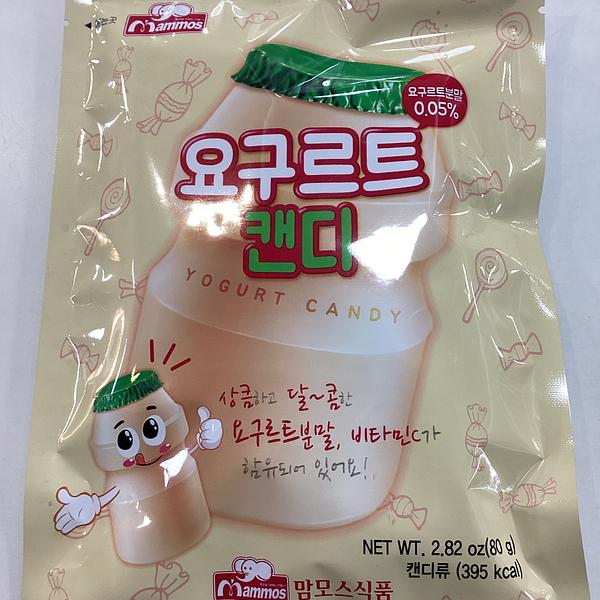 Mammos
요구르트분말
0.05%
요구르트
캔디
YOGURT CANDY
상큼하고 달~콤한
요구르트분말, 비타민C가
함유되어 있어요!
NET WT. 2.82 oz(80 g)
캔디류 (395 kcal)
Mammos 맘모스식품